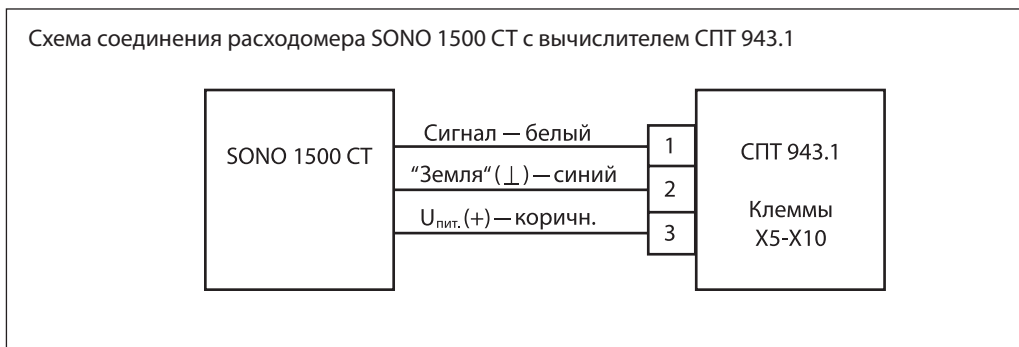 Схема соединения расходомера SONO 1500 CT с вычислителем СПТ 943.1
SONO 1500 CT
Сигнал — белый
“Земля“ (⊥) — синий
Uпит. (+) — коричн.
1
2
3
СПТ 943.1
Клеммы
X5-X10